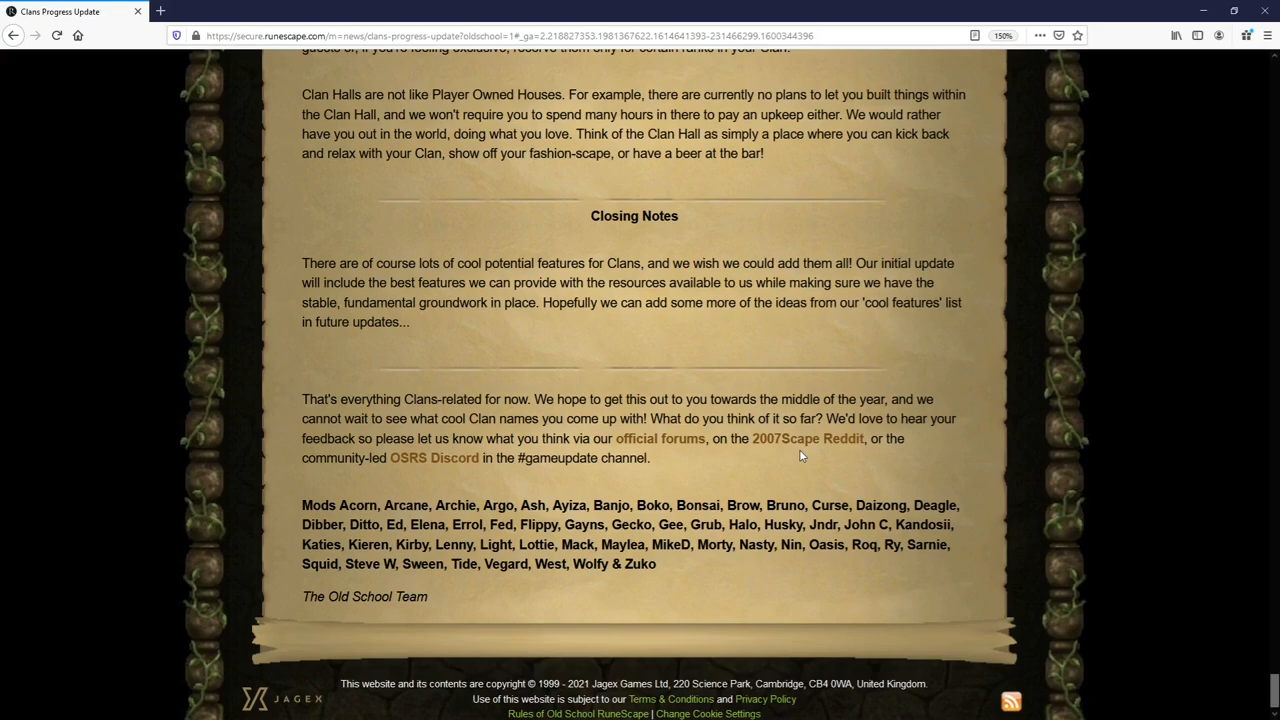 Clans Progress Update
https://secure.runescape.com/m=news/clans-progress-update?oldschool=1#_ga=2.218827353.1981367622.1614641393-231466299.1600344396
150%
guests or, if you're feeling exclusive, reserve them only for certain ranks in your Clan.
Clan Halls are not like Player Owned Houses. For example, there are currently no plans to let you built things within
the Clan Hall, and we won't require you to spend many hours in there to pay an upkeep either. We would rather
have you out in the world, doing what you love. Think of the Clan Hall as simply a place where you can kick back
and relax with your Clan, show off your fashion-scape, or have a beer at the bar!
Closing Notes
There are of course lots of cool potential features for Clans, and we wish we could add them all! Our initial update
will include the best features we can provide with the resources available to us while making sure we have the
stable, fundamental groundwork in place. Hopefully we can add some more of the ideas from our 'cool features' list
in future updates...
That's everything Clans-related for now. We hope to get this out to you towards the middle of the year, and we
cannot wait to see what cool Clan names you come up with! What do you think of it so far? We'd love to hear your
feedback so please let us know what you think via our official forums, on the 2007Scape Reddit, or the
community-led OSRS Discord in the #gameupdate channel.
Mods Acorn, Arcane, Archie, Argo, Ash, Ayiza, Banjo, Boko, Bonsai, Brow, Bruno, Curse, Daizong, Deagle,
Dibber, Ditto, Ed, Elena, Errol, Fed, Flippy, Gayns, Gecko, Gee, Grub, Halo, Husky, Jndr, John C, Kandosii,
Katies, Kieren, Kirby, Lenny, Light, Lottie, Mack, Maylea, MikeD, Morty, Nasty, Nin, Oasis, Roq, Ry, Sarnie,
Squid, Steve W, Sween, Tide, Vegard, West, Wolfy & Zuko
The Old School Team
JAGEX
This website and its contents are copyright © 1999 - 2021 Jagex Games Ltd, 220 Science Park, Cambridge, CB4 0WA, United Kingdom.
Use of this website is subject to our Terms & Conditions and Privacy Policy
Rules of Old School RuneScape | Change Cookie Settings